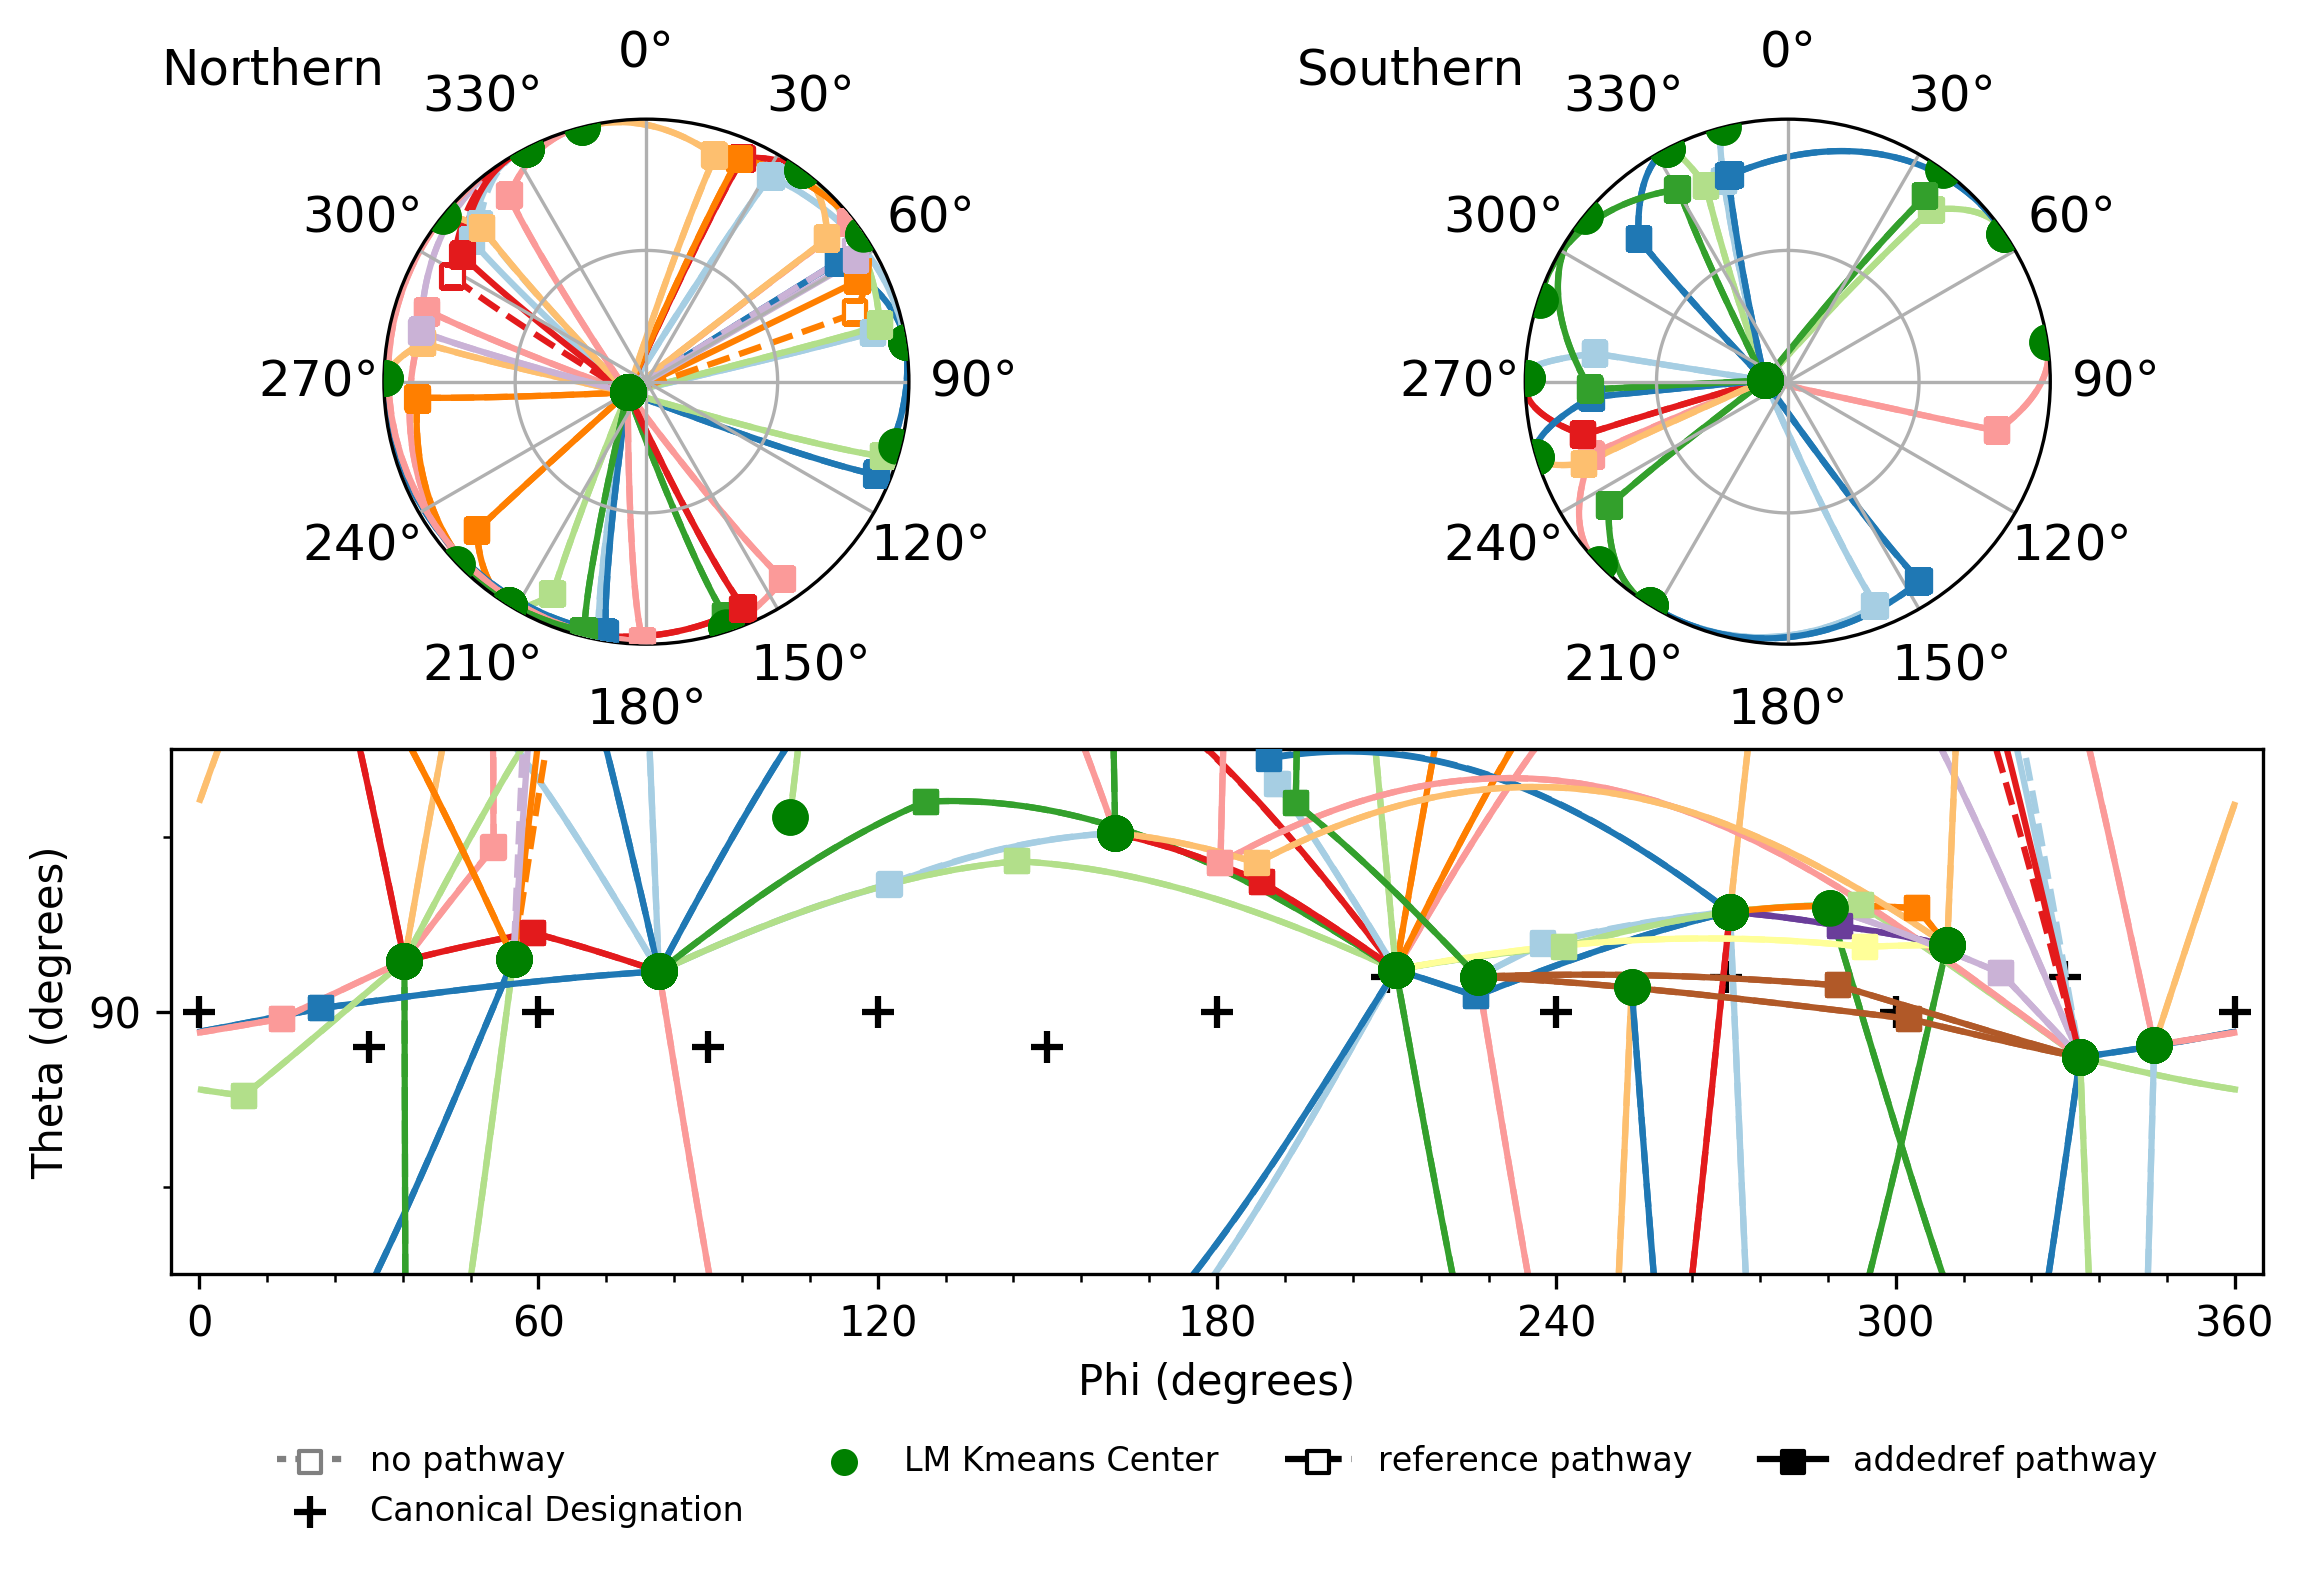 Northern
0°
30°
60°
90°
120°
150°
180°
210°
240°
270°
300°
330°
Southern
0°
30°
60°
90°
120°
150°
180°
210°
240°
270°
300°
330°
Theta (degrees)
90
0 60 120 180 240 300 360
Phi (degrees)
no pathway
Canonical Designation
LM Kmeans Center
reference pathway
addedref pathway